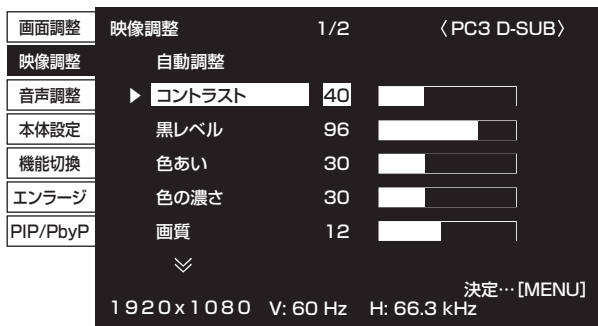 画面調整
映像調整
音声調整
本体設定
機能切換
エンラージ
PIP/PbyP
映像調整 1/2 〈PC3 D-SUB〉
自動調整
コントラスト 40
黒レベル 96
色あい 30
色の濃さ 30
画質 12
決定…[MENU]
1920x1080 V: 60 Hz H: 66.3 kHz